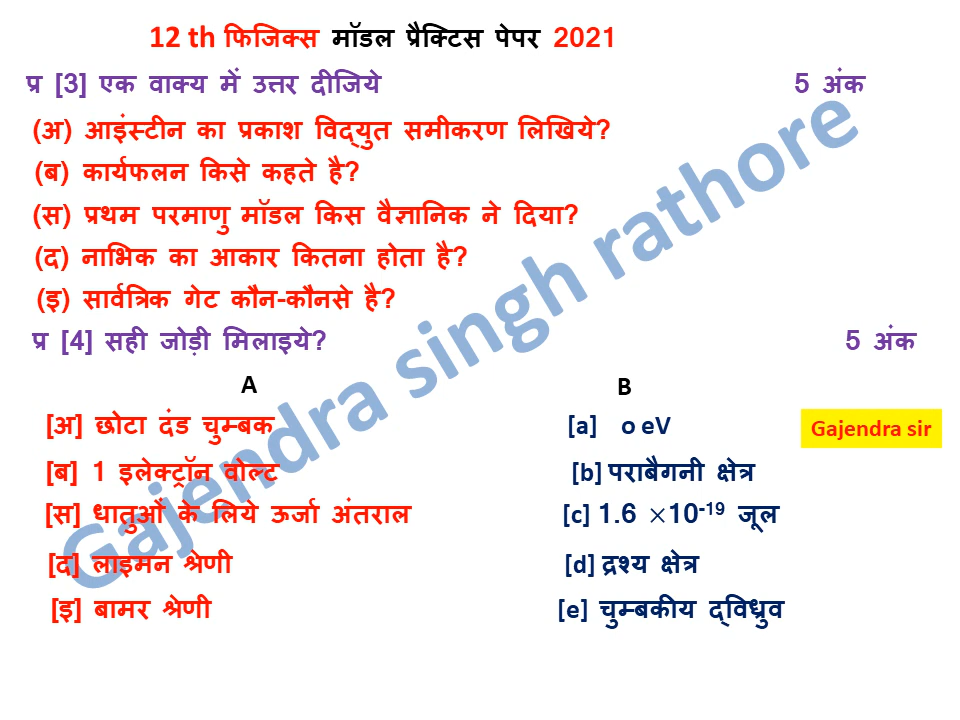 12 th फिजिक्स मॉडल प्रैक्टिस पेपर 2021
प्र [3] एक वाक्य में उत्तर दीजिये 5 अंक
(अ) आइंस्टीन का प्रकाश विद्युत समीकरण लिखिये?
(ब) कार्यफलन किसे कहते है?
(स) प्रथम परमाणु मॉडल किस वैज्ञानिक ने दिया?
(द) नाभिक का आकार कितना होता है?
(इ) सार्वत्रिक गेट कौन-कौनसे है?
प्र [4] सही जोड़ी मिलाइये? 5 अंक
A B
[अ] छोटा दंड चुम्बक [a] o eV
Gajendra sir
[ब] 1 इलेक्ट्रॉन वोल्ट [b] पराबैगनी क्षेत्र
[स] धातुओं के लिये ऊर्जा अंतराल [c] 1.6 ×10-19 जूल
[द] लाइमन श्रेणी [d] द्रश्य क्षेत्र
[इ] बामर श्रेणी [e] चुम्बकीय द्विध्रुव
Gajendra singh rathore